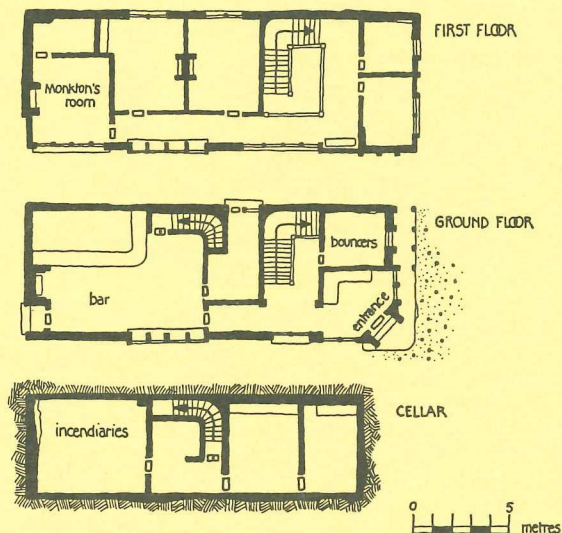 FIRST FLOOR
Monkton's
room
GROUND FLOOR
bouncers
bar
entrance
CELLAR
incendiaries
0 5
metres